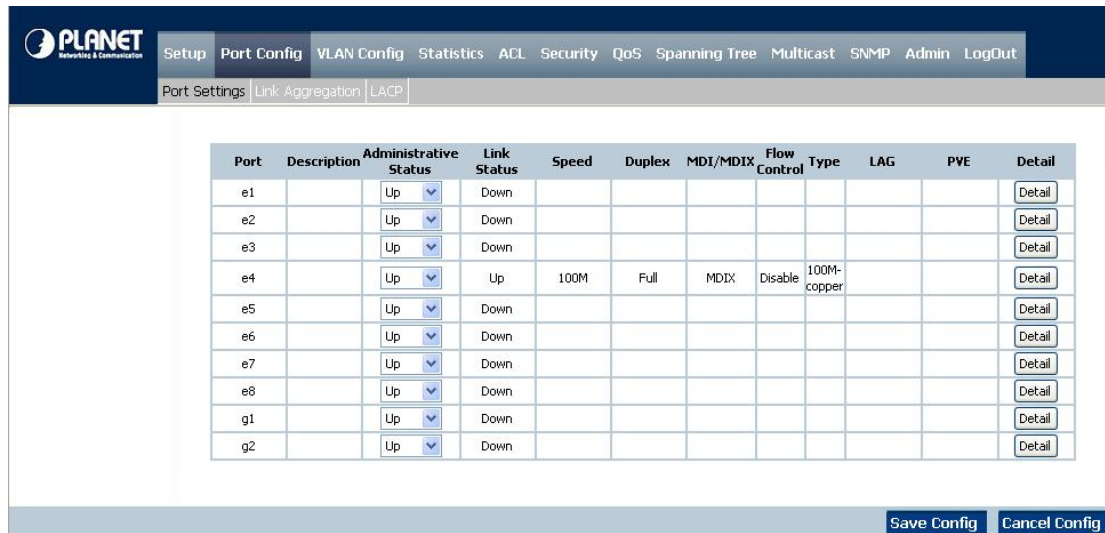 PLANET
Networking & Communication
Setup Port Config VLAN Config Statistics ACL Security QoS Spanning Tree Multicast SNMP Admin LogOut
Port Settings Link Aggregation LACP
Port Description Administrative Status Link Status Speed Duplex MDI/MDIX Flow Control Type LAG PVE Detail
e1 Up Down Detail
e2 Up Down Detail
e3 Up Down Detail
e4 Up Up 100M Full MDIX Disable 100M-copper Detail
e5 Up Down Detail
e6 Up Down Detail
e7 Up Down Detail
e8 Up Down Detail
g1 Up Down Detail
g2 Up Down Detail
Save Config Cancel Config